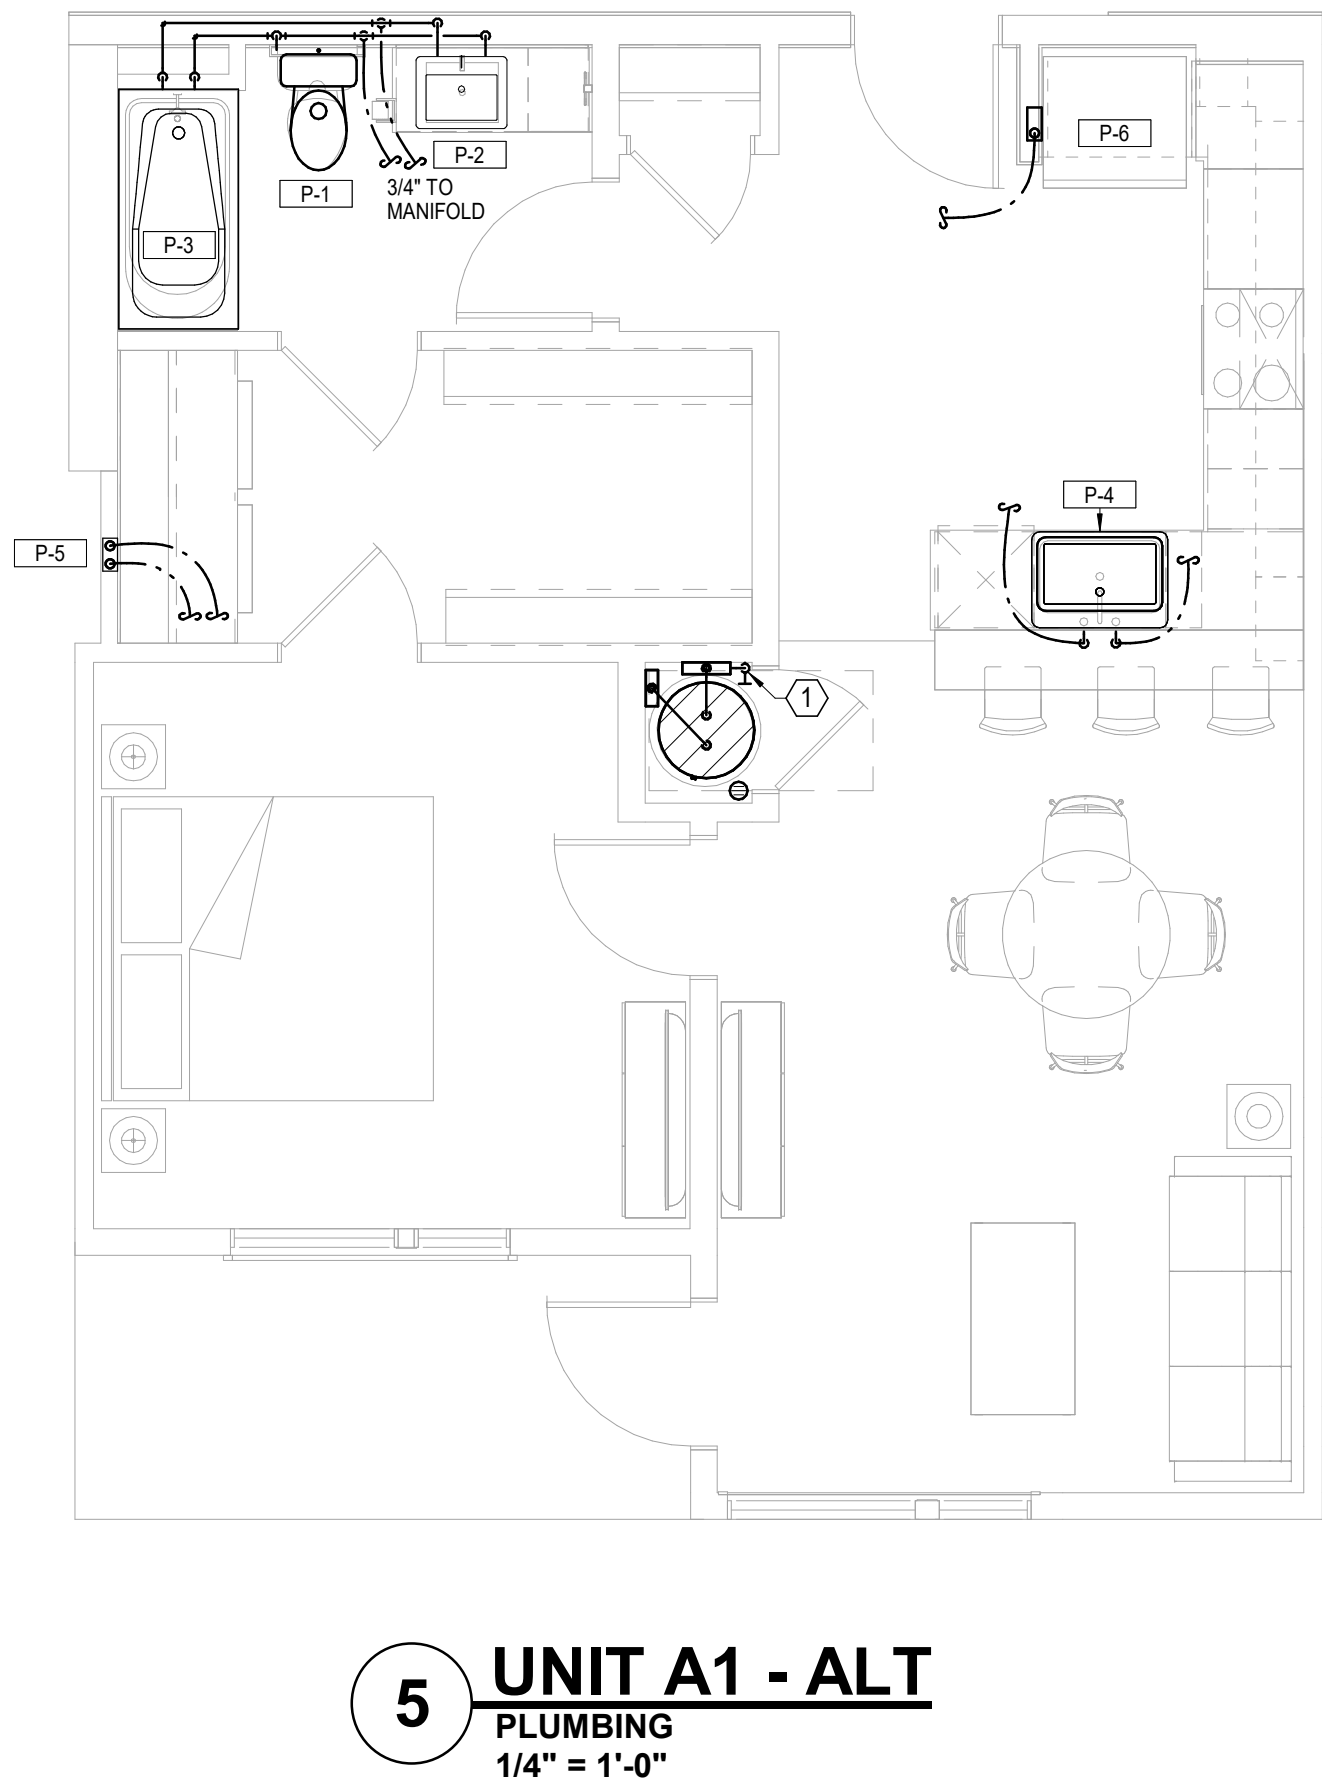 P-1
P-2
3/4" TO
MANIFOLD
P-3
P-6
P-4
P-5
1
5
UNIT A1 - ALT
PLUMBING
1/4" = 1'-0"